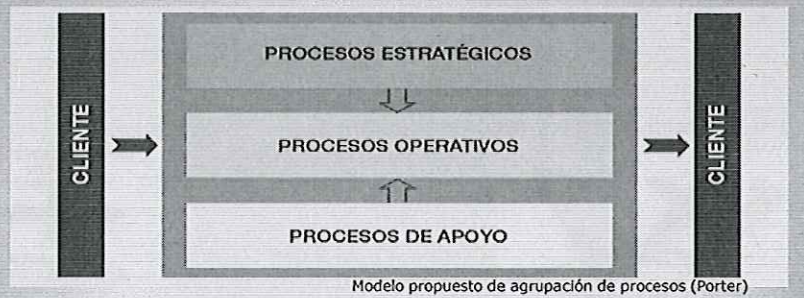 CLIENTE
PROCESOS ESTRATÉGICOS
PROCESOS OPERATIVOS
PROCESOS DE APOYO
CLIENTE
Modelo propuesto de agrupación de procesos (Porter)